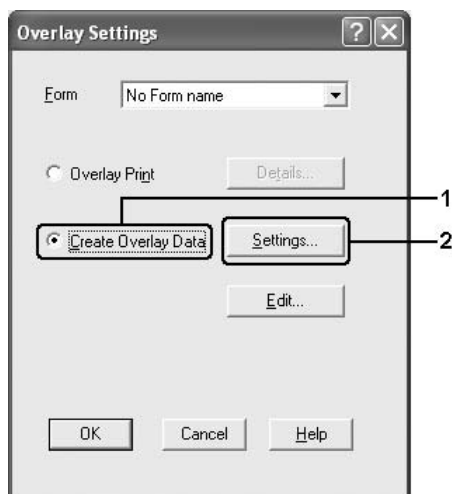 Overlay Settings
Form No Form name
Overlay Print Details...
1
Create Overlay Data Settings...
2
Edit...
OK Cancel Help